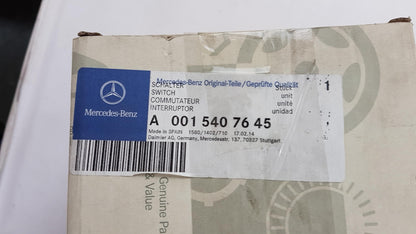 Mercedes-Benz Original-Teile/Geprüfte Qualität
SCHALTER Stück 1
SWITCH unit
COMMUTATEUR unité
INTERRUPTOR unidad
Mercedes-Benz
A 001 540 76 45
Made in SPAIN 1580/1402/710 17.02.14
Daimler AG, Germany, Mercedesstr. 137, 70327 Stuttgart
Genuine Pa
& Value